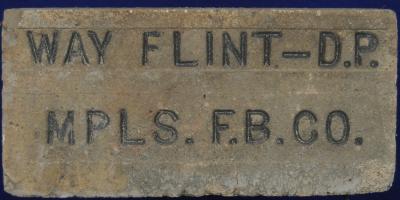 WAY FLINT-D.P.
MPLS. F.B. CO.